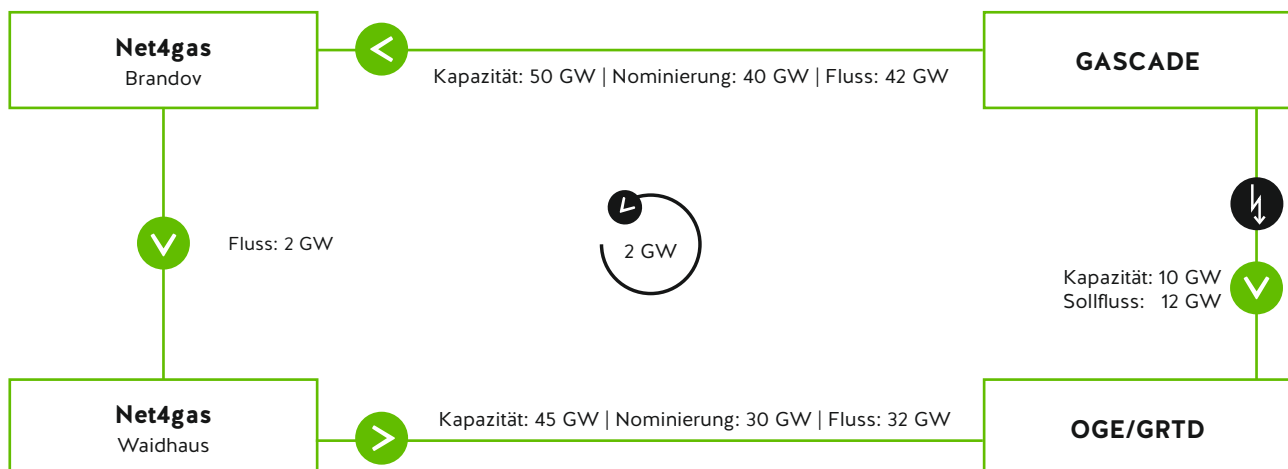 Net4gas
Brandov
GASCADE
Kapazität: 50 GW | Nominierung: 40 GW | Fluss: 42 GW
Fluss: 2 GW
2 GW
Kapazität: 10 GW
Sollfluss: 12 GW
Net4gas
Waidhaus
Kapazität: 45 GW | Nominierung: 30 GW | Fluss: 32 GW
OGE/GRTD